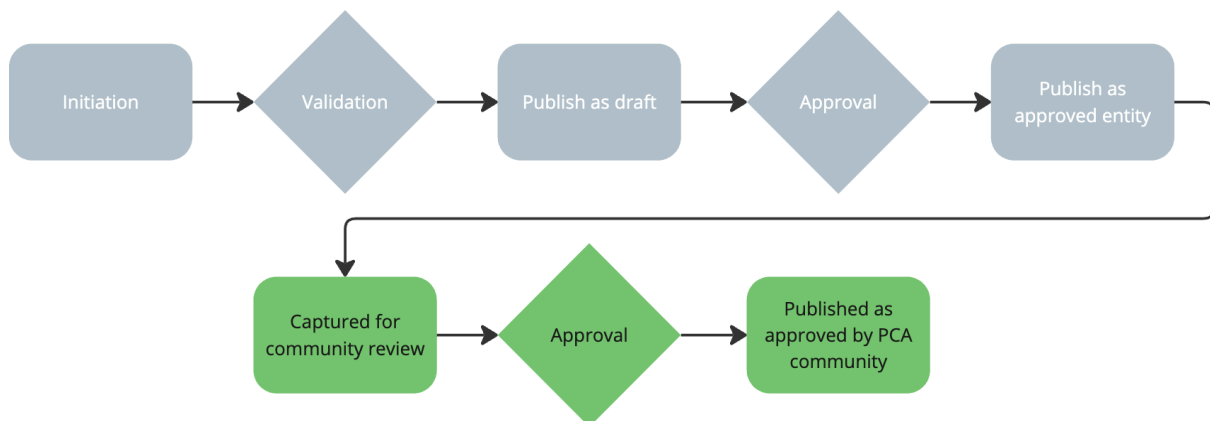 Initiation
Validation
Publish as draft
Approval
Publish as
approved entity
Captured for
community review
Approval
Published as
approved by PCA
community